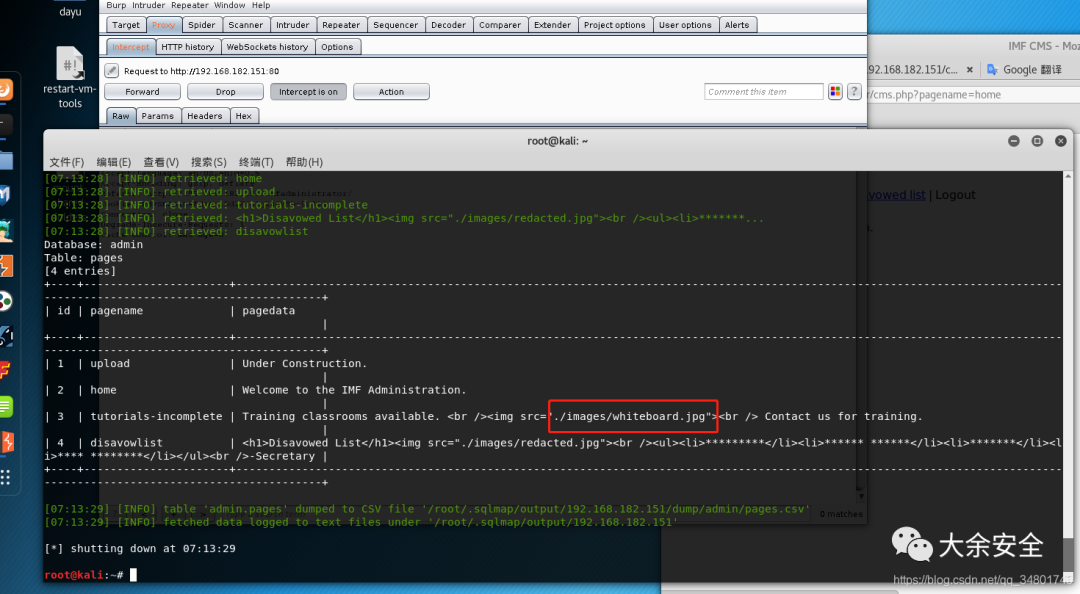 dayu
restart-vm-
tools
Burp Intruder Repeater Window Help
Target Proxy Spider Scanner Intruder Repeater Sequencer Decoder Comparer Extender Project options User options Alerts
Intercept HTTP history WebSockets history Options
Request to http://192.168.182.151:80
Forward Drop Intercept is on Action Comment this item
Raw Params Headers Hex
IMF CMS - Moz
92.168.182.151/c... × Google 翻译
/cms.php?pagename=home
vowed list | Logout
root@kali: ~
文件(F) 编辑(E) 查看(V) 搜索(S) 终端(T) 帮助(H)
[07:13:28] [INFO] retrieved: home
[07:13:28] [INFO] retrieved: upload
[07:13:28] [INFO] retrieved: tutorials-incomplete
[07:13:28] [INFO] retrieved: <h1>Disavowed List</h1><img src="./images/redacted.jpg"><br /><ul><li>*******...
[07:13:28] [INFO] retrieved: disavowlist
Database: admin
Table: pages
[4 entries]
| id | pagename | pagedata
|
| 1 | upload | Under Construction.
|
| 2 | home | Welcome to the IMF Administration.
|
| 3 | tutorials-incomplete | Training classrooms available. <br /><img src="./images/whiteboard.jpg"><br /> Contact us for training.
|
| 4 | disavowlist | <h1>Disavowed List</h1><img src="./images/redacted.jpg"><br /><ul><li>*********</li><li>****** ******</li><li>*******</li><l
i>**** ********</li></ul><br />-Secretary |
[07:13:29] [INFO] table 'admin.pages' dumped to CSV file '/root/.sqlmap/output/192.168.182.151/dump/admin/pages.csv'
0 matches
[07:13:29] [INFO] fetched data logged to text files under '/root/.sqlmap/output/192.168.182.151'
[*] shutting down at 07:13:29
root@kali:~#
大余安全
https://blog.csdn.net/qq_3480174